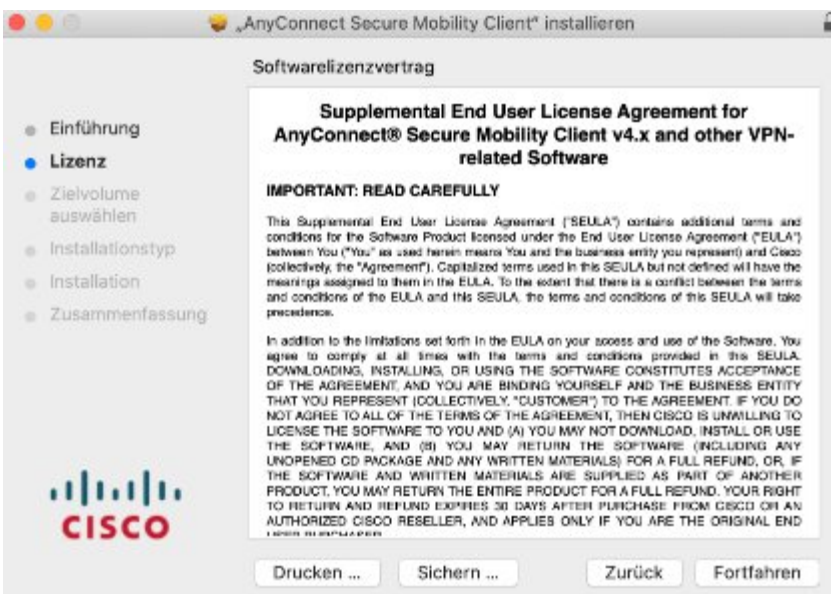 „AnyConnect Secure Mobility Client“ installieren
Softwarelizenzvertrag
Einführung
Lizenz
Zielvolume
auswählen
Installationstyp
Installation
Zusammenfassung
CISCO
Supplemental End User License Agreement for
AnyConnect® Secure Mobility Client v4.x and other VPN-
related Software
IMPORTANT: READ CAREFULLY
This Supplemental End User License Agreement ("SEULA") contains additional terms and
conditions for the Software Product licensed under the End User License Agreement ("EULA")
between You ("You" as used herein means You and the business entity you represent) and Cisco
(collectively, the "Agreement"). Capitalized terms used in this SEULA but not defined will have the
meanings assigned to them in the EULA. To the extent that there is a conflict between the terms
and conditions of the EULA and this SEULA, the terms and conditions of this SEULA will take
precedence.
In addition to the limitations set forth in the EULA on your access and use of the Software. You
agree to comply at all times with the terms and conditions provided in this SEULA.
DOWNLOADING, INSTALLING, OR USING THE SOFTWARE CONSTITUTES ACCEPTANCE
OF THE AGREEMENT, AND YOU ARE BINDING YOURSELF AND THE BUSINESS ENTITY
THAT YOU REPRESENT (COLLECTIVELY, "CUSTOMER") TO THE AGREEMENT. IF YOU DO
NOT AGREE TO ALL OF THE TERMS OF THE AGREEMENT, THEN CISCO IS UNWILLING TO
LICENSE THE SOFTWARE TO YOU AND (A) YOU MAY NOT DOWNLOAD, INSTALL OR USE
THE SOFTWARE, AND (B) YOU MAY RETURN THE SOFTWARE (INCLUDING ANY
UNOPENED CD PACKAGE AND ANY WRITTEN MATERIALS) FOR A FULL REFUND, OR, IF
THE SOFTWARE AND WRITTEN MATERIALS ARE SUPPLIED AS PART OF ANOTHER
PRODUCT, YOU MAY RETURN THE ENTIRE PRODUCT FOR A FULL REFUND. YOUR RIGHT
TO RETURN AND REFUND EXPIRES 30 DAYS AFTER PURCHASE FROM CISCO OR AN
AUTHORIZED CISCO RESELLER, AND APPLIES ONLY IF YOU ARE THE ORIGINAL END
Drucken ...
Sichern ...
Zurück
Fortfahren